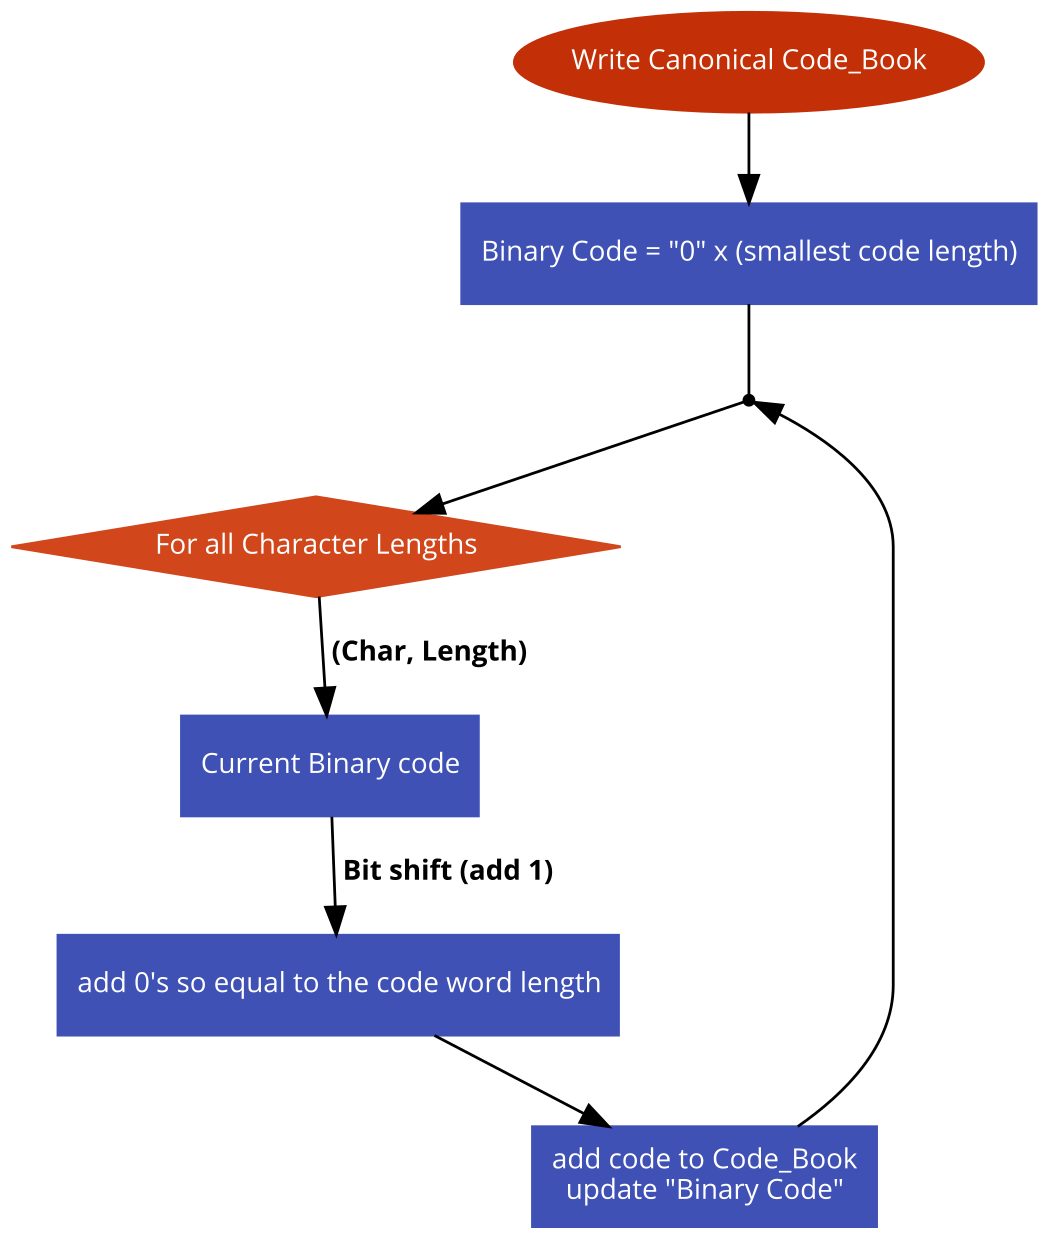 Write Canonical Code_Book
Binary Code = "0" x (smallest code length)
For all Character Lengths
(Char, Length)
Current Binary code
Bit shift (add 1)
add 0's so equal to the code word length
add code to Code_Book
update "Binary Code"